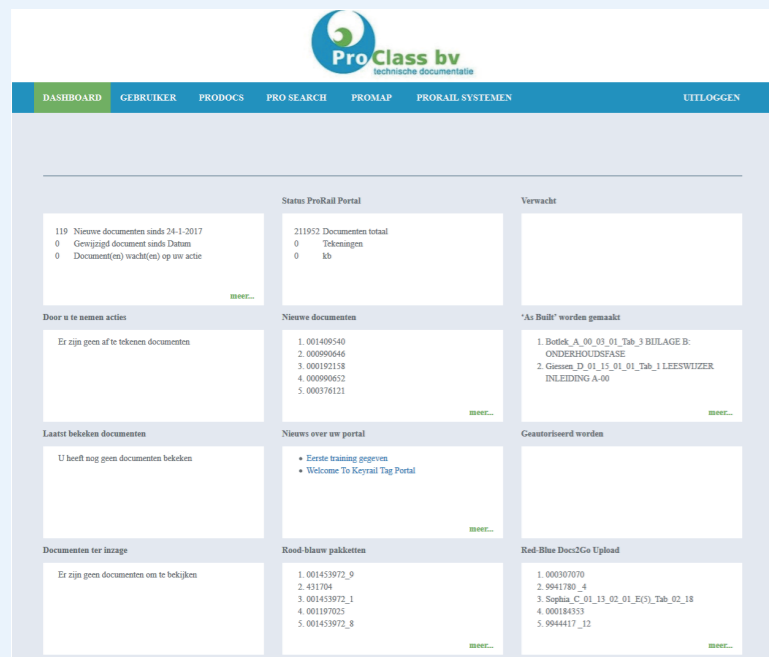 ProClass bv
technische documentatie
DASHBOARD GEBRUIKER PRODOCS PRO SEARCH PROMAP PRORAIL SYSTEMEN UITLOGGEN
119 Nieuwe documenten sinds 24-1-2017
0 Gewijzigd document sinds Datum
0 Document(en) wacht(en) op uw actie
meer...
Status ProRail Portal
211952 Documenten totaal
0 Tekeningen
0 kb
Verwacht
Door u te nemen acties
Er zijn geen af te tekenen documenten
Nieuwe documenten
1. 001409540
2. 000990646
3. 000192158
4. 000990652
5. 000376121
meer...
"As Built" worden gemaakt
1. Botlek_A_00_03_01_Tab_3 BIJLAGE B:
ONDERHOUDSFASE
2. Giessen_D_01_15_01_01_Tab_1 LEESWIJZER
INLEIDING A-00
meer...
Laatst bekeken documenten
U heeft nog geen documenten bekeken
Nieuws over uw portal
• Eerste training gegeven
• Welcome To Keyrail Tag Portal
meer...
Geautoriseerd worden
Documenten ter inzage
Er zijn geen documenten om te bekijken
Rood-blauw pakketten
1. 001453972_9
2. 431704
3. 001453972_1
4. 001197025
5. 001453972_8
meer...
Red-Blue Docs2Go Upload
1. 000307070
2. 9941780 _4
3. Sophia_C_01_13_02_01_E(5)_Tab_02_18
4. 000184353
5. 9944417 _12
meer...